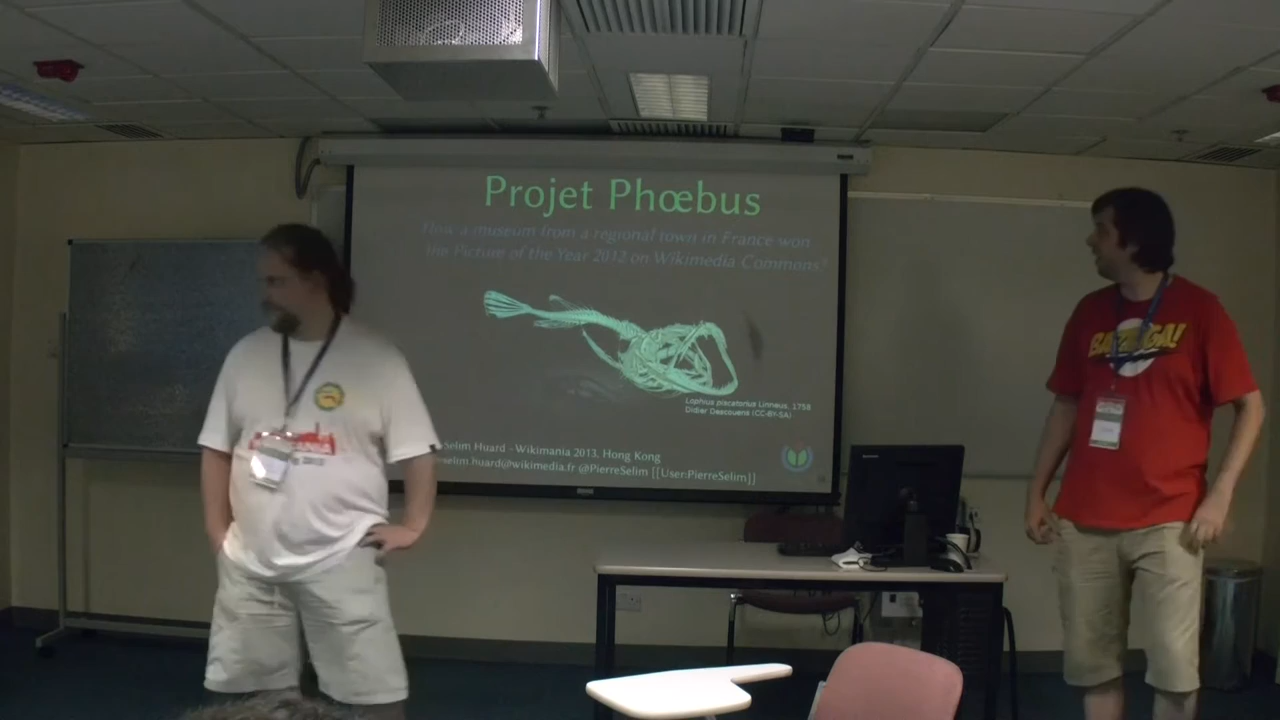 Projet Phœbus
How a museum from a regional town in France won
the Picture of the Year 2012 on Wikimedia Commons?
Lophius piscatorius Linneus, 1758
Didier Descouens (CC-BY-SA)
Selim Huard - Wikimania 2013, Hong Kong
selim.huard@wikimedia.fr @PierreSelim [[User:PierreSelim]]
BAZINGA!